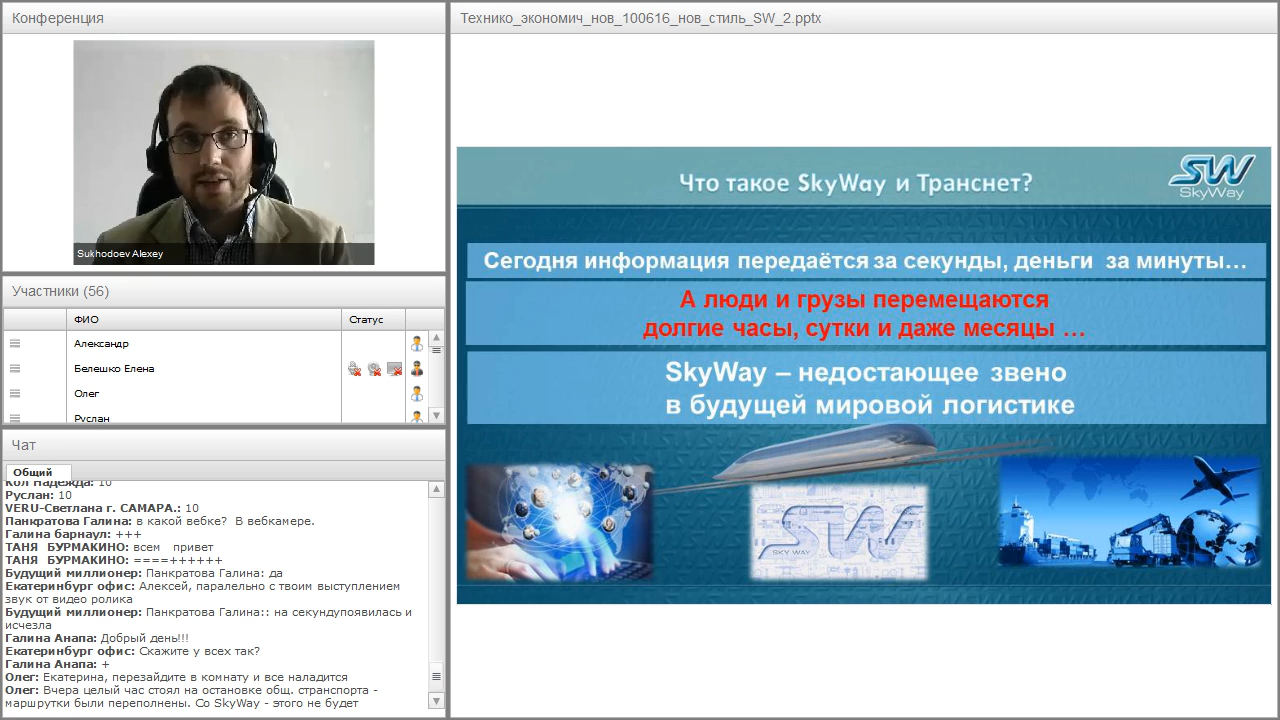 Конференция
Sukhodoev Alexey
Участники (56)
ФИО
Статус
Александр
Белешко Елена
Олег
Руслан
Чат
Общий
Кол Надежда: 10
Руслан: 10
VERU-Светлана г. САМАРА.: 10
Панкратова Галина: в какой вебке? В вебкамере.
Галина барнаул: +++
ТАНЯ БУРМАКИНО: всем привет
ТАНЯ БУРМАКИНО: ====++++++
Будущий миллионер: Панкратова Галина: да
Екатеринбург офис: Алексей, паралельно с твоим выступлением
звук от видео ролика
Будущий миллионер: Панкратова Галина:: на секундупоявилась и
исчезла
Галина Анапа: Добрый день!!!
Екатеринбург офис: Скажите у всех так?
Галина Анапа: +
Олег: Екатерина, перезайдите в комнату и все наладится
Олег: Вчера целый час стоял на остановке общ. странспорта -
маршрутки были переполнены. Со SkyWay - этого не будет
Технико_экономич_нов_100616_нов_стиль_SW_2.pptx
Что такое SkyWay и Транснет?
SW
SkyWay
Сегодня информация передаётся за секунды, деньги за минуты…
А люди и грузы перемещаются
долгие часы, сутки и даже месяцы …
SkyWay – недостающее звено
в будущей мировой логистике
SW
SKY WAY